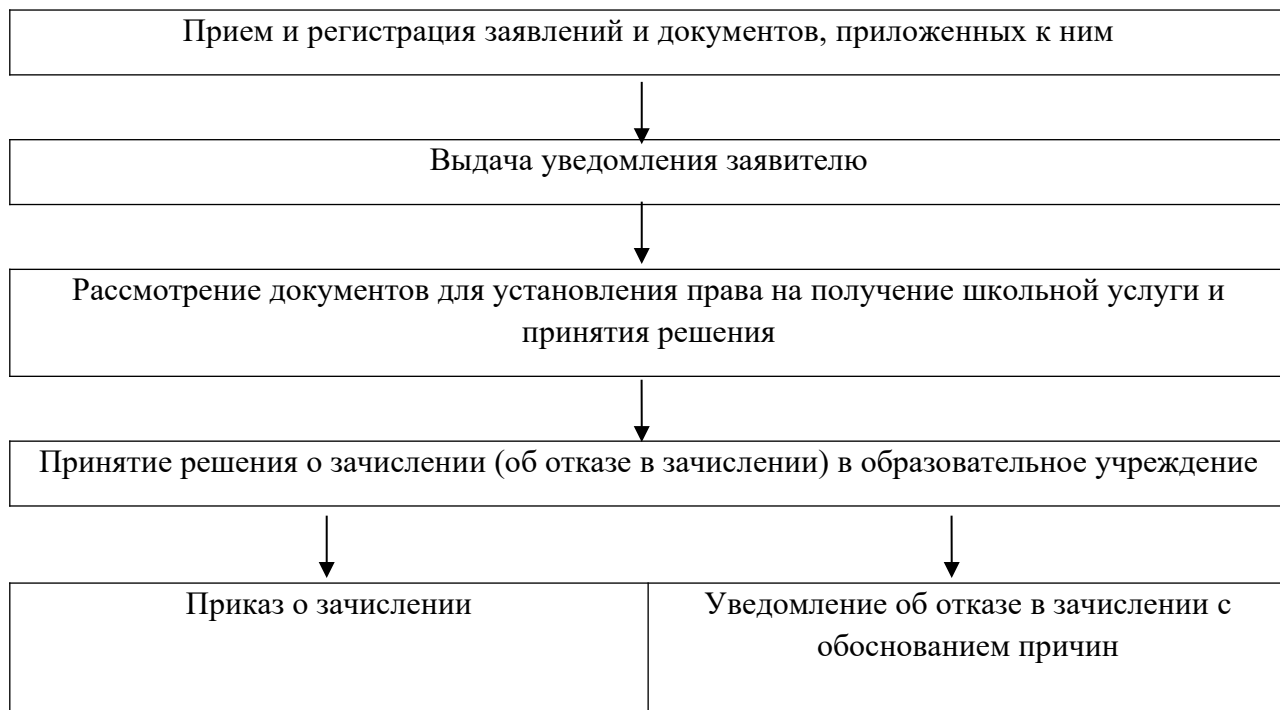 Прием и регистрация заявлений и документов, приложенных к ним
Выдача уведомления заявителю
Рассмотрение документов для установления права на получение школьной услуги и
принятия решения
Принятие решения о зачислении (об отказе в зачислении) в образовательное учреждение
Приказ о зачислении
Уведомление об отказе в зачислении с
обоснованием причин